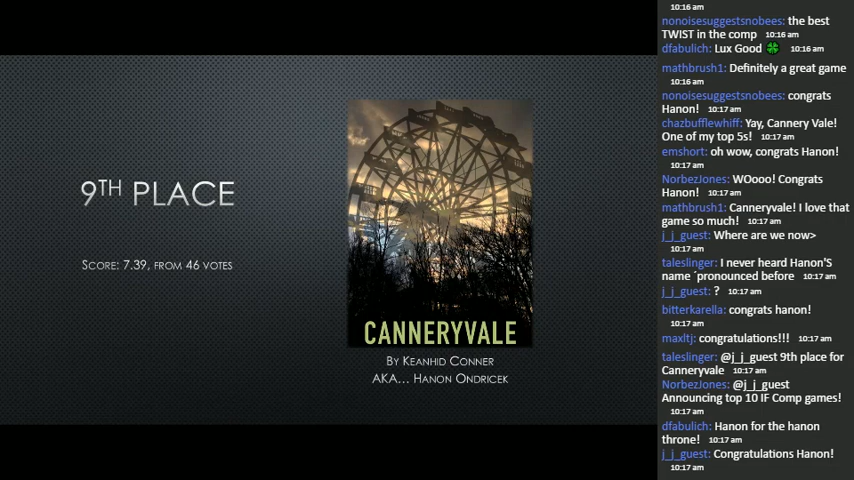 9TH PLACE
SCORE: 7.39, FROM 46 VOTES
CANNERYVALE
BY KEANHID CONNER
AKA... HANON ONDRICEK
10:16 am
nonoisesuggestsnobees: the best
TWIST in the comp 10:16 am
dfabulich: Lux Good 🍀 10:16 am
mathbrush1: Definitely a great game
10:16 am
nonoisesuggestsnobees: congrats
Hanon! 10:17 am
chazbufflewhiff: Yay, Cannery Vale!
One of my top 5s! 10:17 am
emshort: oh wow, congrats Hanon!
10:17 am
NorbezJones: WOooo! Congrats
Hanon! 10:17 am
mathbrush1: Canneryvale! I love that
game so much! 10:17 am
j_j_guest: Where are we now>
10:17 am
taleslinger: I never heard Hanon'S
name ´pronounced before 10:17 am
j_j_guest: ? 10:17 am
bitterkarella: congrats hanon!
10:17 am
maxltj: congratulations!!! 10:17 am
taleslinger: @j_j_guest 9th place for
Canneryvale 10:17 am
NorbezJones: @j_j_guest
Announcing top 10 IF Comp games!
10:17 am
dfabulich: Hanon for the hanon
throne! 10:17 am
j_j_guest: Congratulations Hanon!
10:17 am